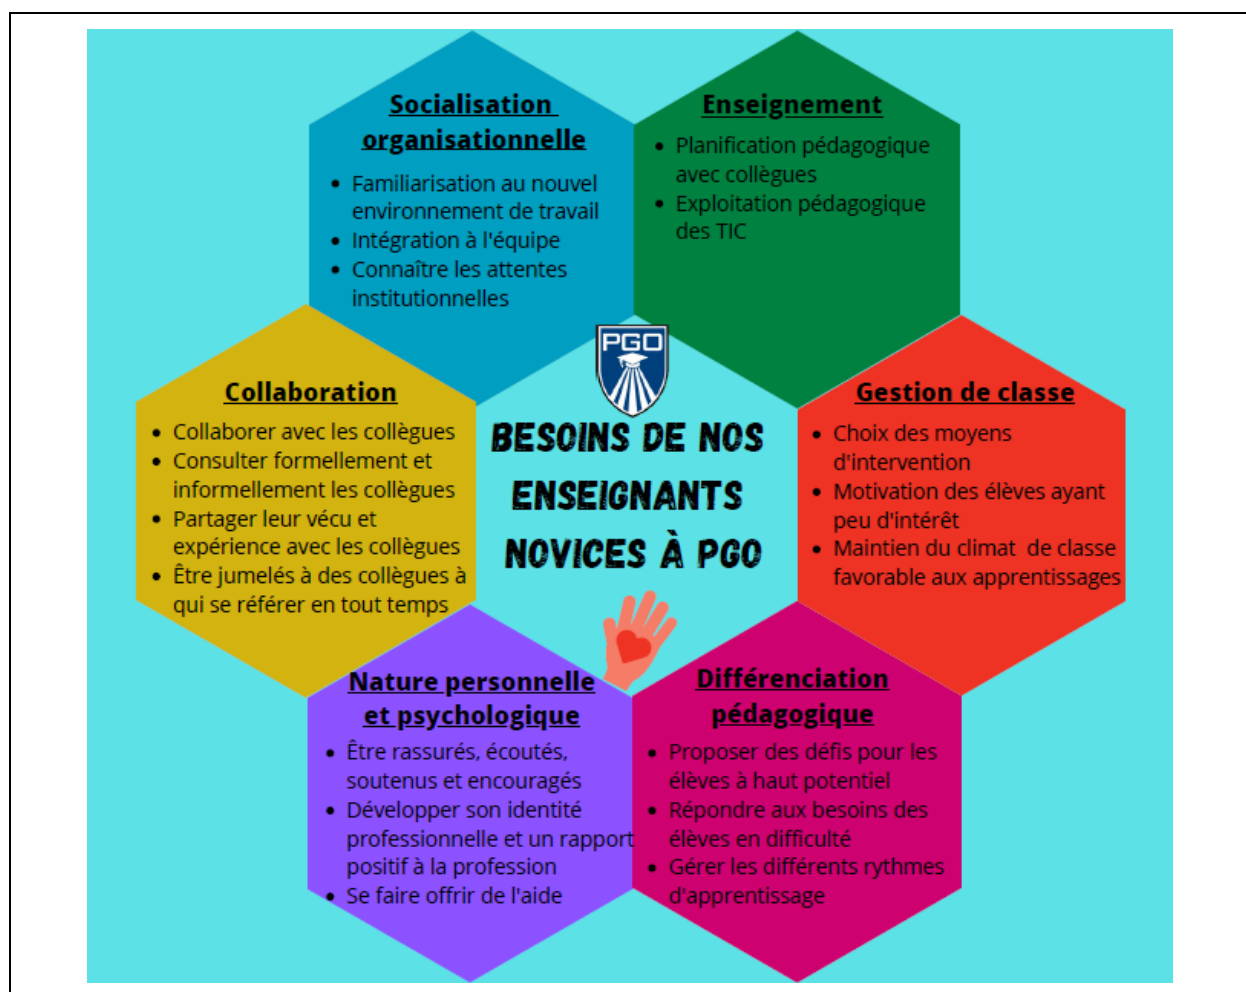 Socialisation
organisationnelle
• Familiarisation au nouvel
environnement de travail
• Intégration à l'équipe
• Connaître les attentes
institutionnelles
Enseignement
• Planification pédagogique
avec collègues
• Exploitation pédagogique
des TIC
Collaboration
• Collaborer avec les collègues
• Consulter formellement et
informellement les collègues
• Partager leur vécu et
expérience avec les collègues
• Être jumelés à des collègues à
qui se référer en tout temps
PGO
BESOINS DE NOS
ENSEIGNANTS
NOVICES À PGO
Gestion de classe
• Choix des moyens
d'intervention
• Motivation des élèves ayant
peu d'intérêt
• Maintien du climat de classe
favorable aux apprentissages
Nature personnelle
et psychologique
• Être rassurés, écoutés,
soutenus et encouragés
• Développer son identité
professionnelle et un rapport
positif à la profession
• Se faire offrir de l'aide
Différenciation
pédagogique
• Proposer des défis pour les
élèves à haut potentiel
• Répondre aux besoins des
élèves en difficulté
• Gérer les différents rythmes
d'apprentissage